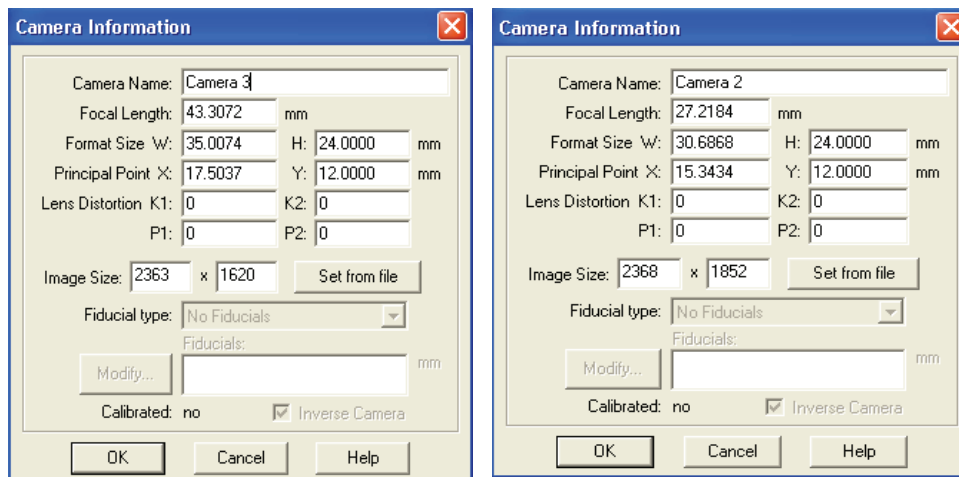 Camera Information
Camera Name: Camera 3
Focal Length: 43.3072 mm
Format Size W: 35.0074 H: 24.0000 mm
Principal Point X: 17.5037 Y: 12.0000 mm
Lens Distortion K1: 0 K2: 0
P1: 0 P2: 0
Image Size: 2363 x 1620 Set from file
Fiducial type: No Fiducials
Fiducials:
Modify... mm
Calibrated: no Inverse Camera
OK Cancel Help
Camera Information
Camera Name: Camera 2
Focal Length: 27.2184 mm
Format Size W: 30.6868 H: 24.0000 mm
Principal Point X: 15.3434 Y: 12.0000 mm
Lens Distortion K1: 0 K2: 0
P1: 0 P2: 0
Image Size: 2368 x 1852 Set from file
Fiducial type: No Fiducials
Fiducials:
Modify... mm
Calibrated: no Inverse Camera
OK Cancel Help